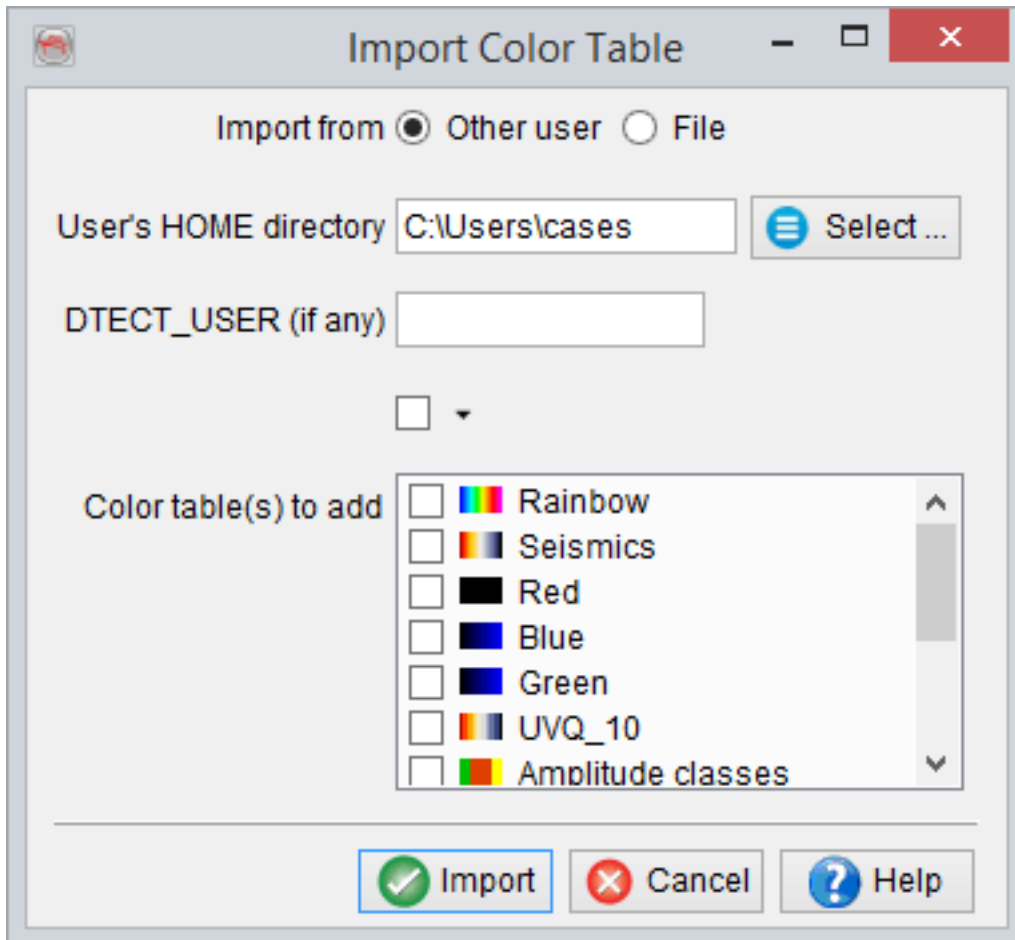 Import Color Table
Import from Other user File
User's HOME directory C:\Users\cases Select ...
DTECT_USER (if any)
Color table(s) to add
Rainbow
Seismics
Red
Blue
Green
UVQ_10
Amplitude classes
Import Cancel Help